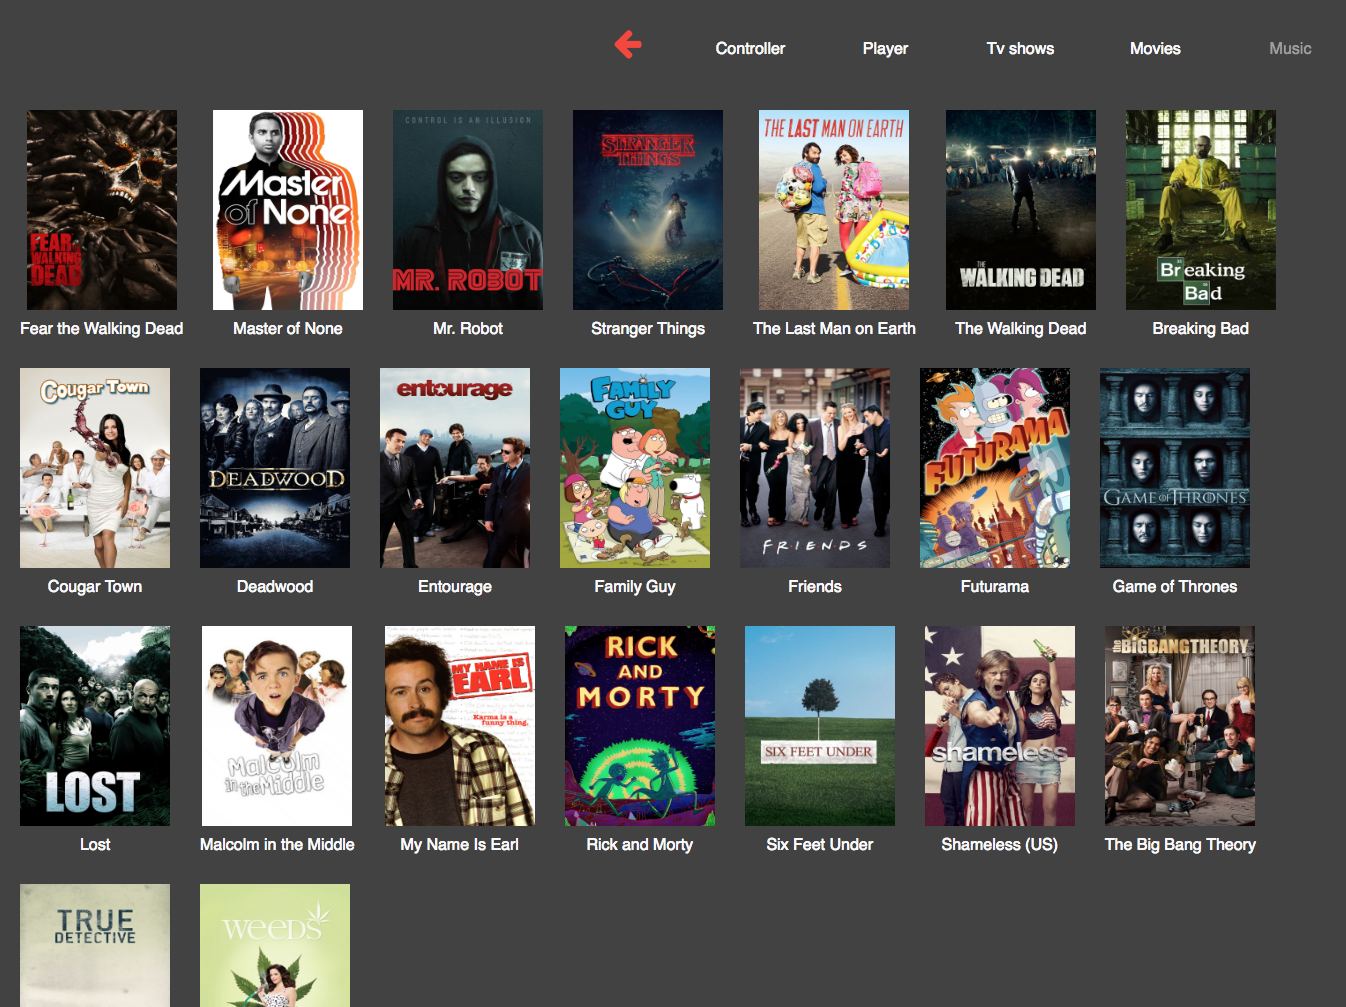 Controller Player Tv shows Movies Music
FEAR THE WALKING DEAD
Master of None
CONTROL IS AN ILLUSION
MR. ROBOT
STRANGER THINGS
THE LAST MAN ON EARTH
THE WALKING DEAD
Breaking Bad
Fear the Walking Dead Master of None Mr. Robot Stranger Things The Last Man on Earth The Walking Dead Breaking Bad
Cougar Town
DEADWOOD
entourage
FAMILY GUY
FRIENDS
FUTURAMA
GAME OF THRONES
Cougar Town Deadwood Entourage Family Guy Friends Futurama Game of Thrones
LOST
Malcolm in the Middle
MY NAME IS EARL
Karma is a funny thing.
RICK AND MORTY
SIX FEET UNDER
shameless
THE BIG BANG THEORY
Lost Malcolm in the Middle My Name Is Earl Rick and Morty Six Feet Under Shameless (US) The Big Bang Theory
TRUE DETECTIVE
weeds